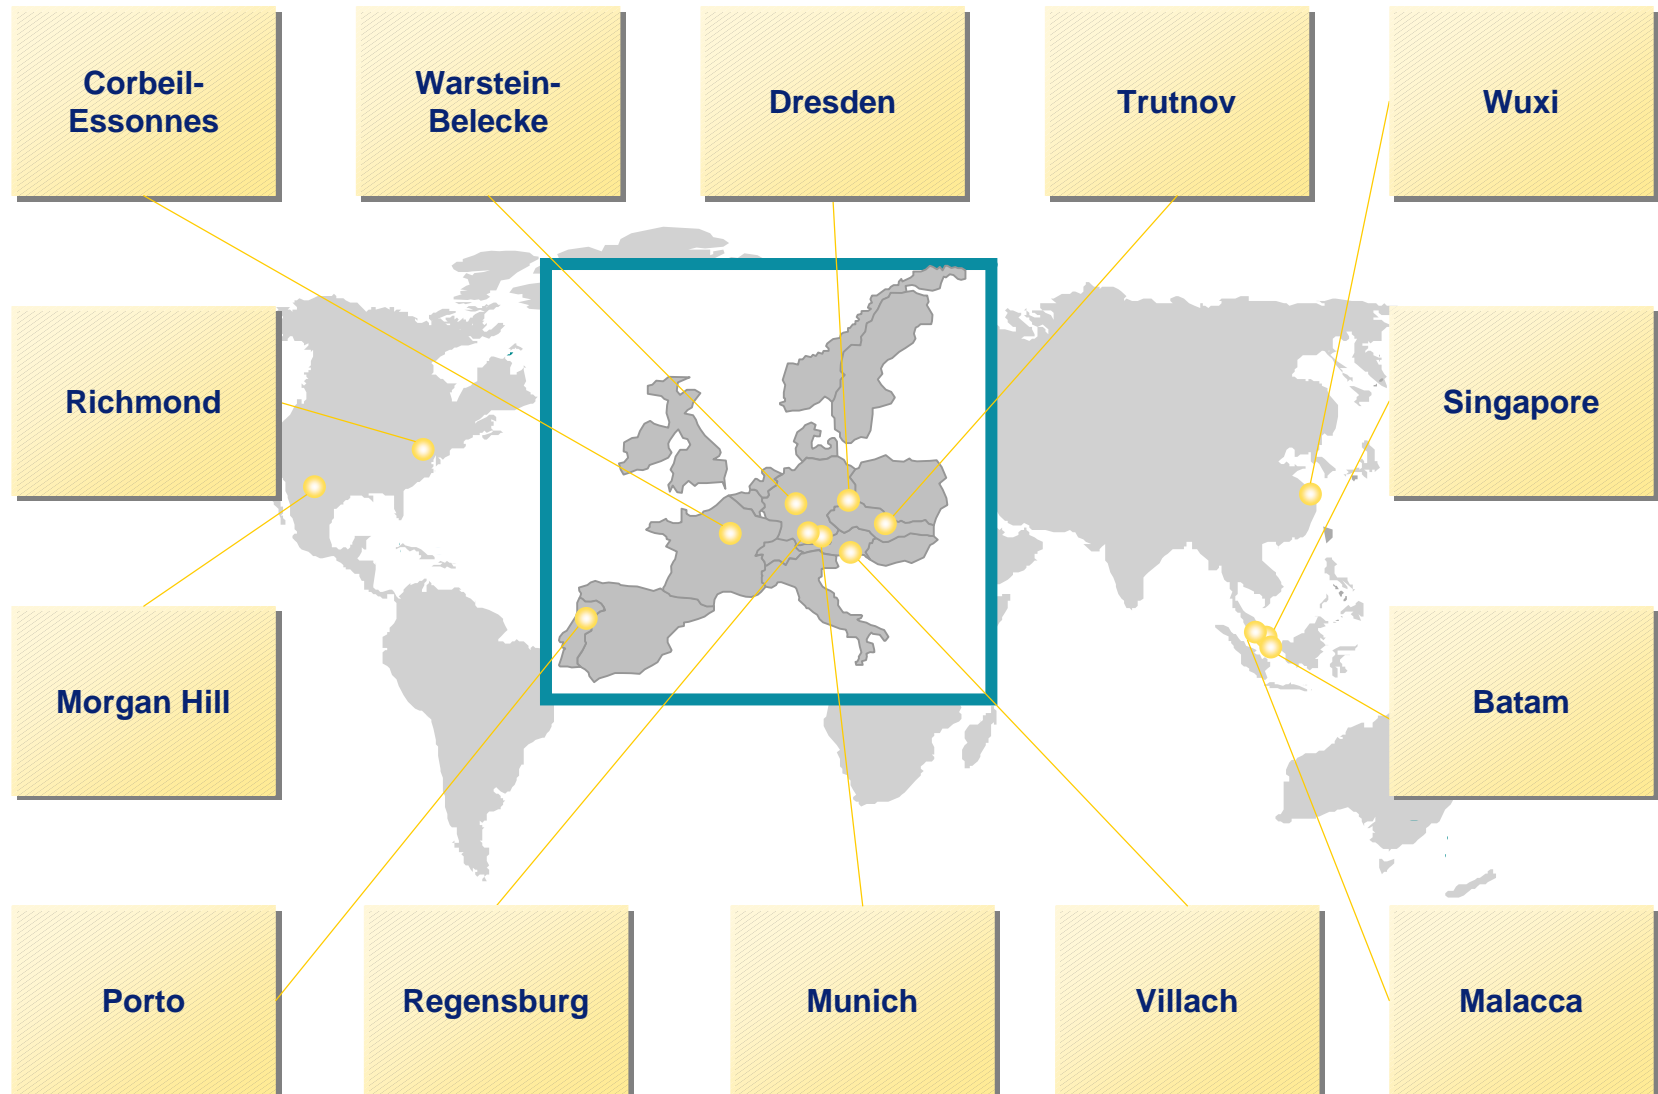 Corbeil-
Essonnes
Warstein-
Belecke
Dresden
Trutnov
Wuxi
Richmond
Singapore
Morgan Hill
Batam
Porto
Regensburg
Munich
Villach
Malacca